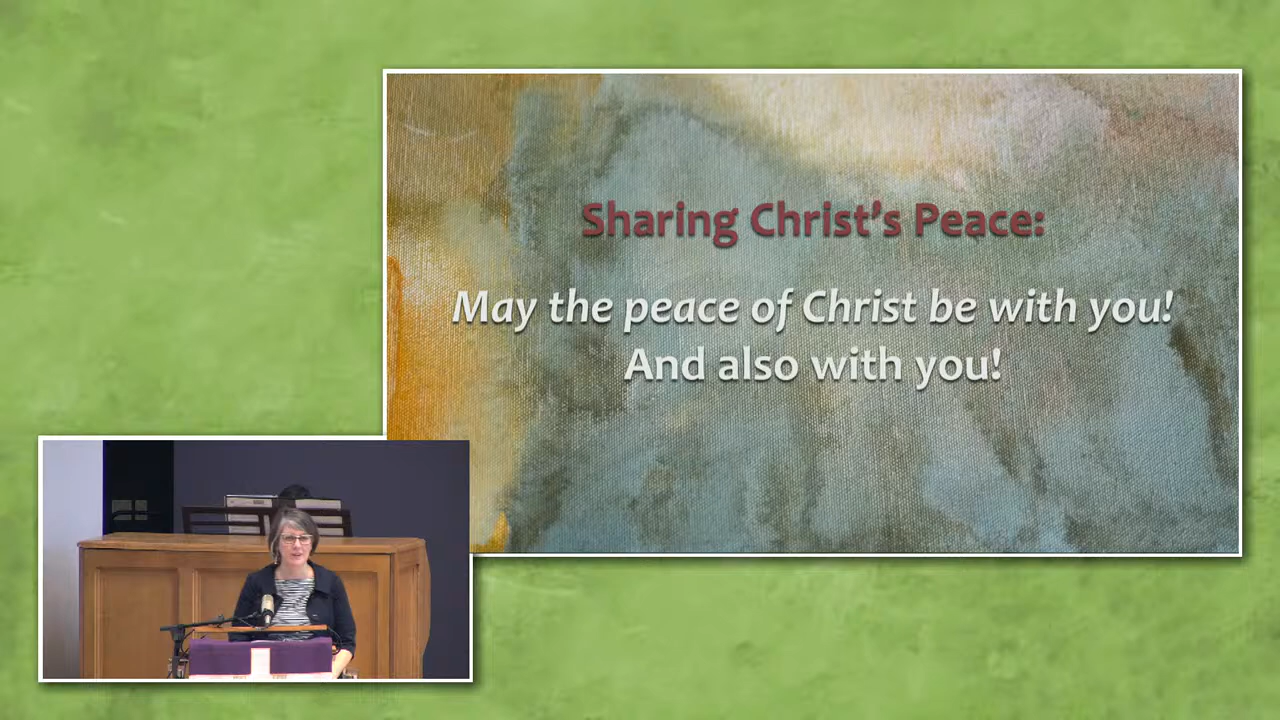 Sharing Christ's Peace:
May the peace of Christ be with you!
And also with you!